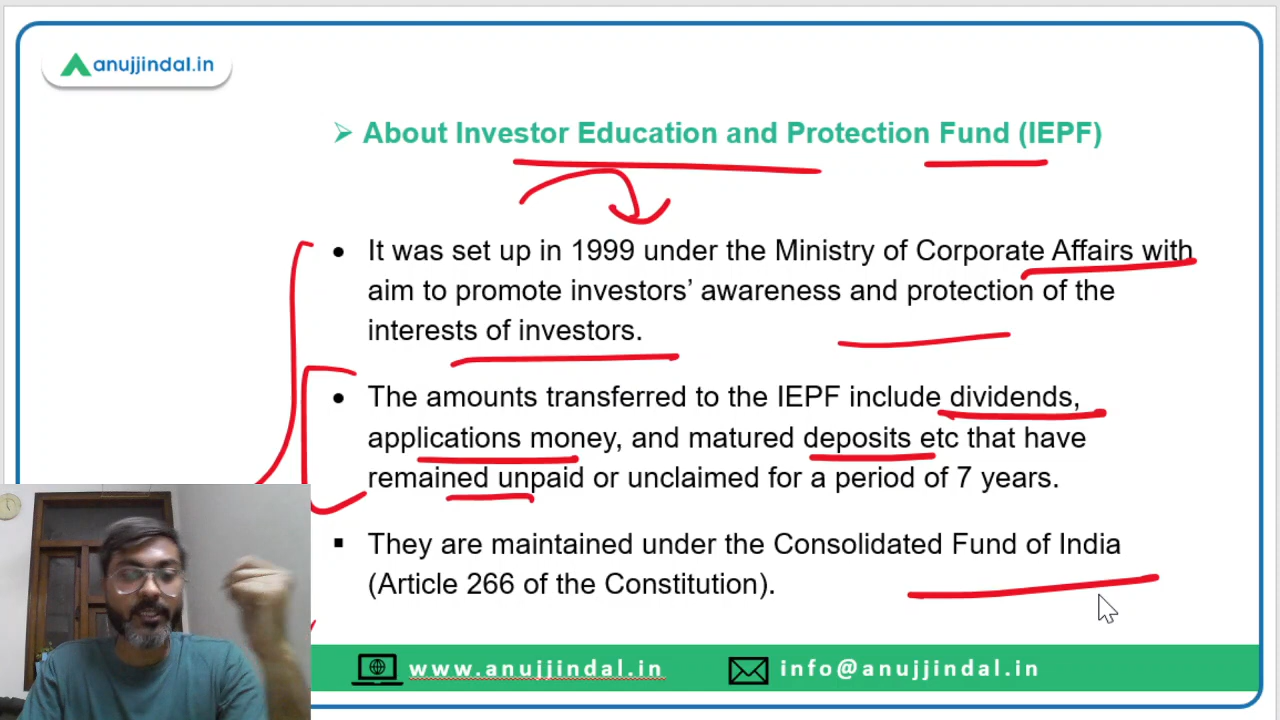 anujjindal.in
➢ About Investor Education and Protection Fund (IEPF)
• It was set up in 1999 under the Ministry of Corporate Affairs with
aim to promote investors’ awareness and protection of the
interests of investors.
• The amounts transferred to the IEPF include dividends,
applications money, and matured deposits etc that have
remained unpaid or unclaimed for a period of 7 years.
▪ They are maintained under the Consolidated Fund of India
(Article 266 of the Constitution).
www.anujjindal.in info@anujjindal.in